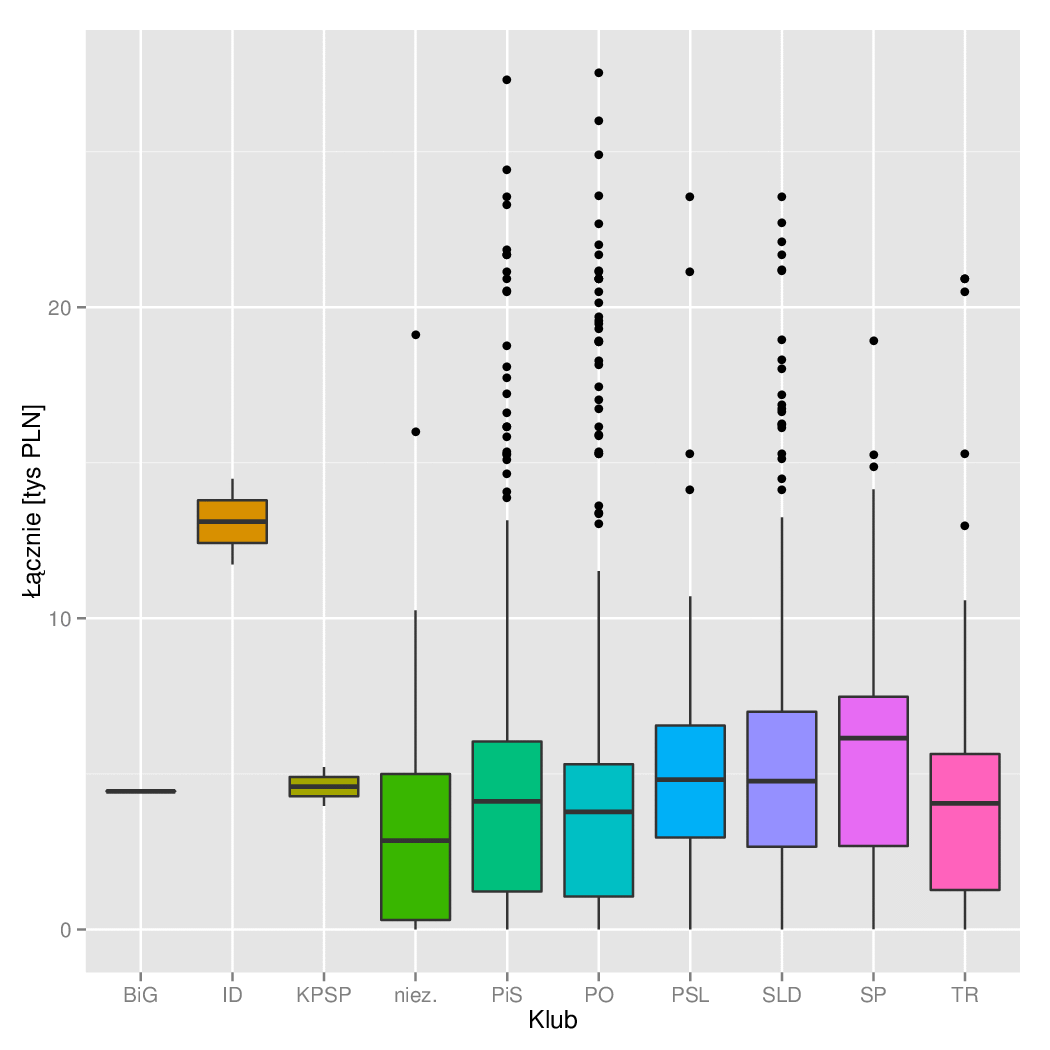 Łącznie [tys PLN]
20
10
0
BiG ID KPSP niez. PiS PO PSL SLD SP TR
Klub